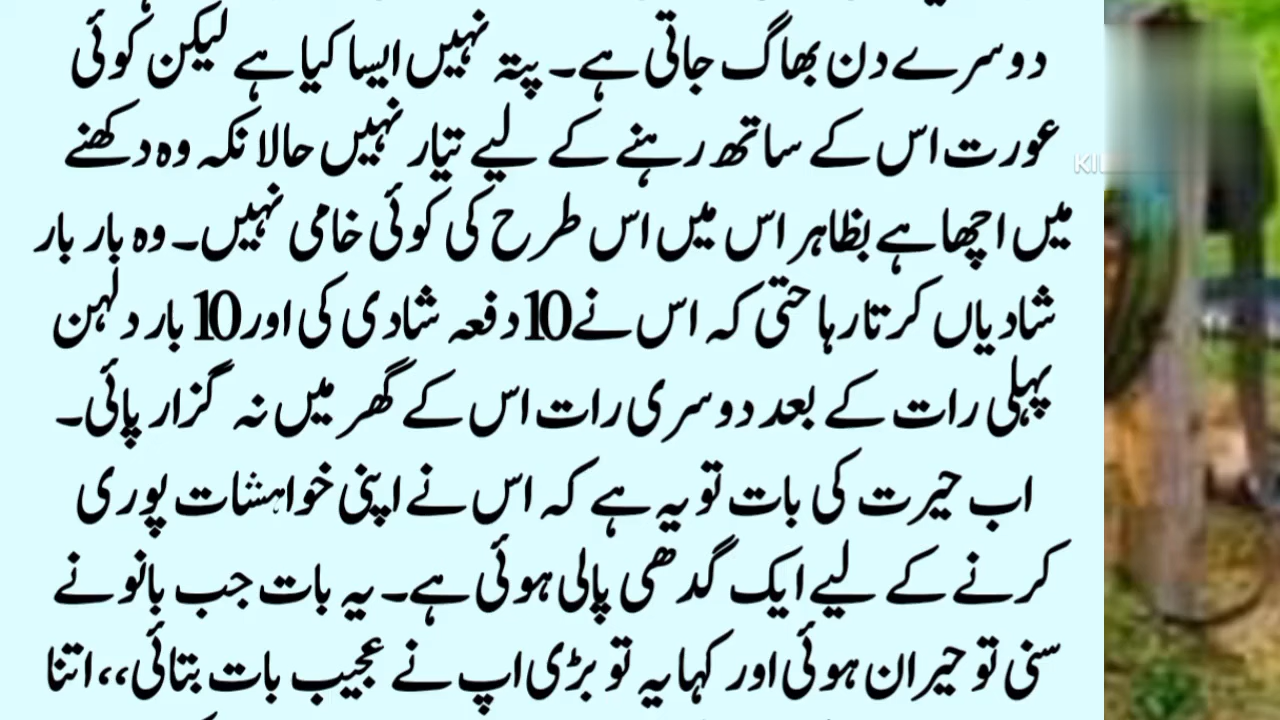 دوسرے دن بھاگ جاتی ہے۔ پتہ نہیں ایسا کیا ہے لیکن کوئی
عورت اس کے ساتھ رہنے کے لیے تیار نہیں حالانکہ وہ دکھنے
میں اچھا ہے بظاہر اس میں اس طرح کی کوئی خامی نہیں۔ وہ بار بار
شادیاں کرتا رہا حتی کہ اس نے 10 دفعہ شادی کی اور 10 بار دلہن
پہلی رات کے بعد دوسری رات اس کے گھر میں نہ گزار پائی۔
اب حیرت کی بات تو یہ ہے کہ اس نے اپنی خواہشات پوری
کرنے کے لیے ایک گدھی پالی ہوئی ہے۔ یہ بات جب بانو نے
سنی تو حیران ہوئی اور کہا یہ تو بڑی اپ نے عجیب بات بتائی،، اتنا